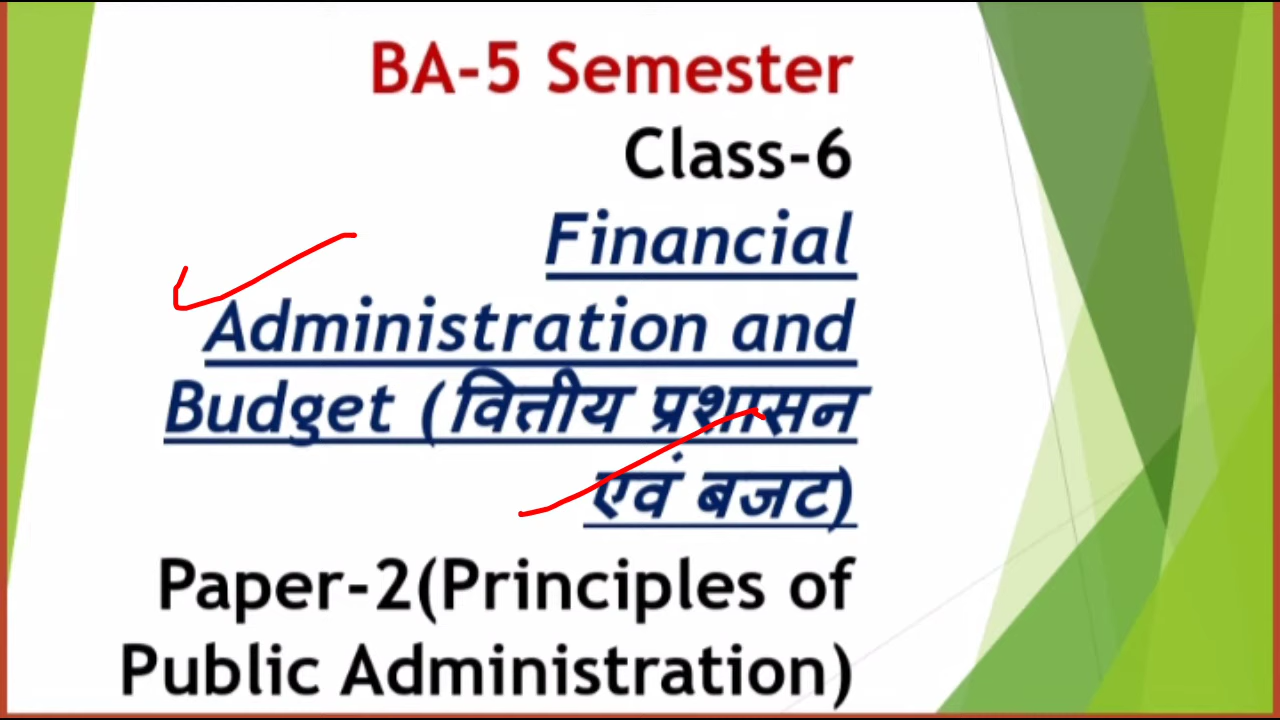 BA-5 Semester
Class-6
Financial
Administration and
Budget (वित्तीय प्रशासन
एवं बजट)
Paper-2(Principles of
Public Administration)